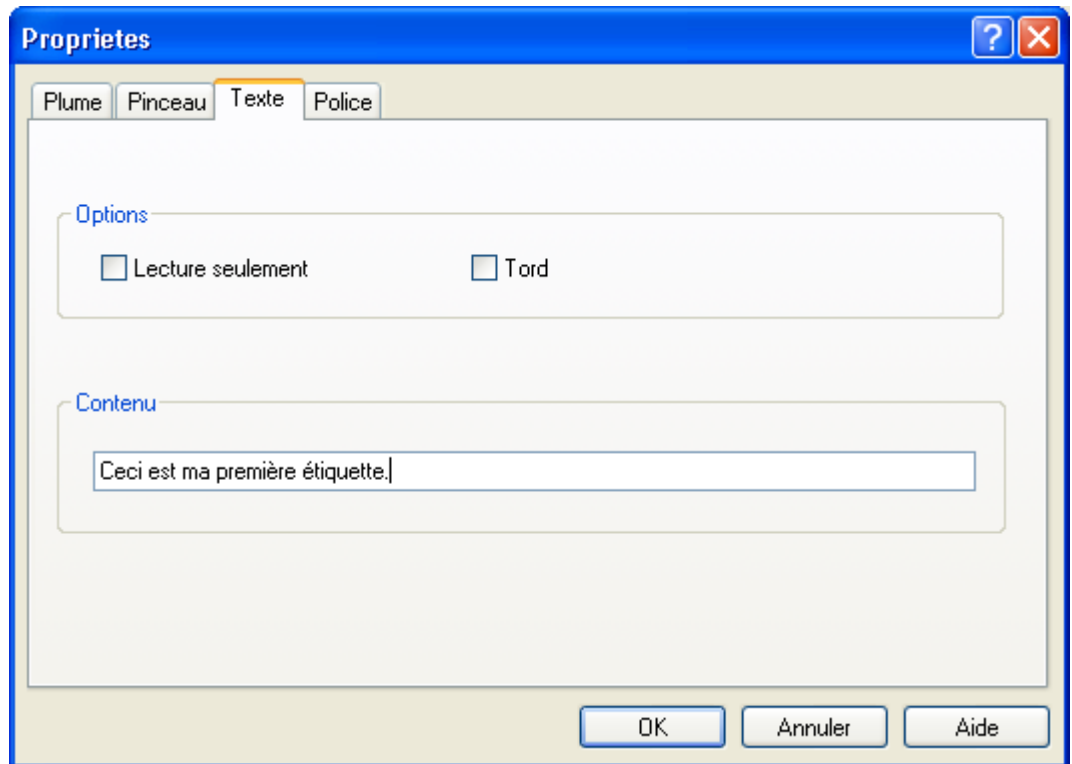 Proprietes
Plume Pinceau Texte Police
Options
Lecture seulement Tord
Contenu
Ceci est ma première étiquette.
OK Annuler Aide